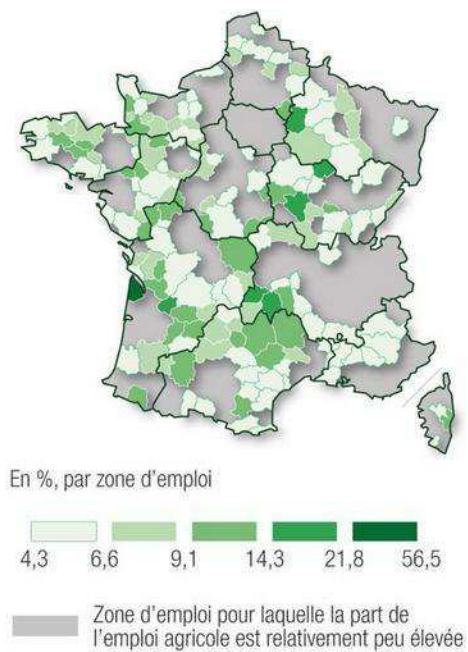 En %, par zone d'emploi
4,3 6,6 9,1 14,3 21,8 56,5
Zone d'emploi pour laquelle la part de
l'emploi agricole est relativement peu élevée